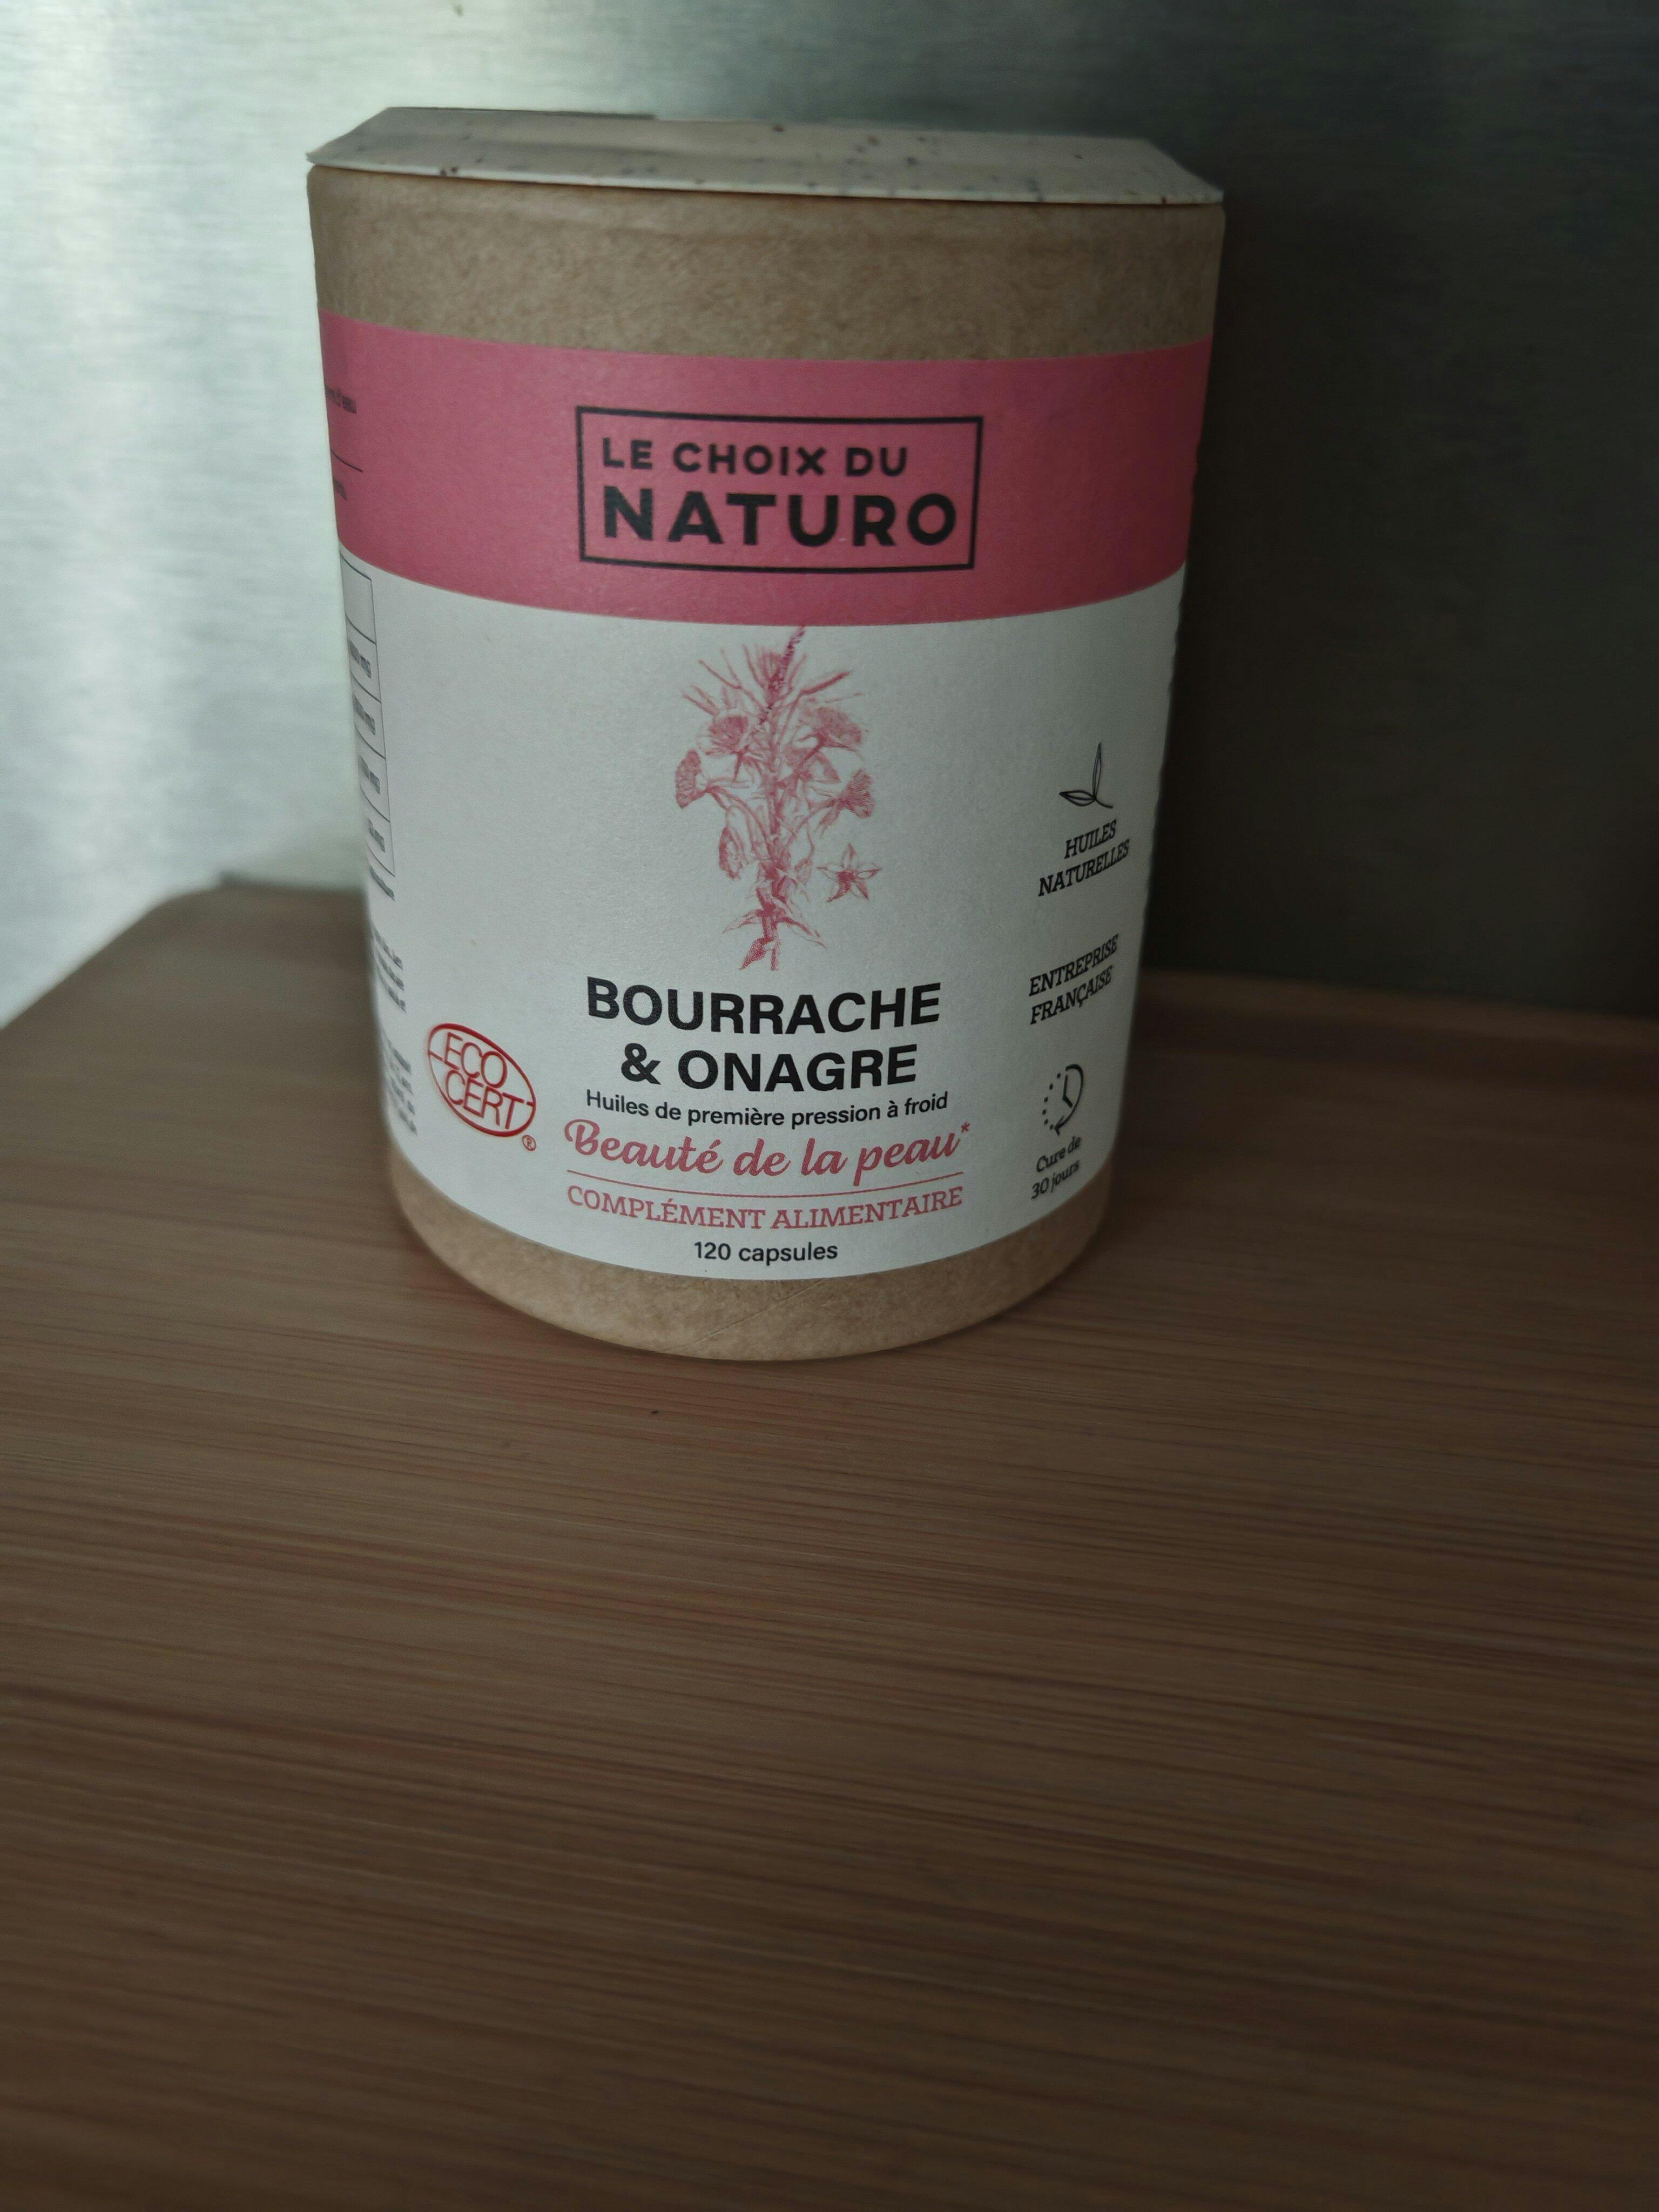 LE CHOIX DU
NATURO
HUILES
NATURELLES
ENTREPRISE
FRANÇAISE
BOURRACHE
& ONAGRE
Huiles de première pression à froid
Beauté de la peau*
COMPLÉMENT ALIMENTAIRE
120 capsules
ECO
CERT
®
Cure de
30 jours